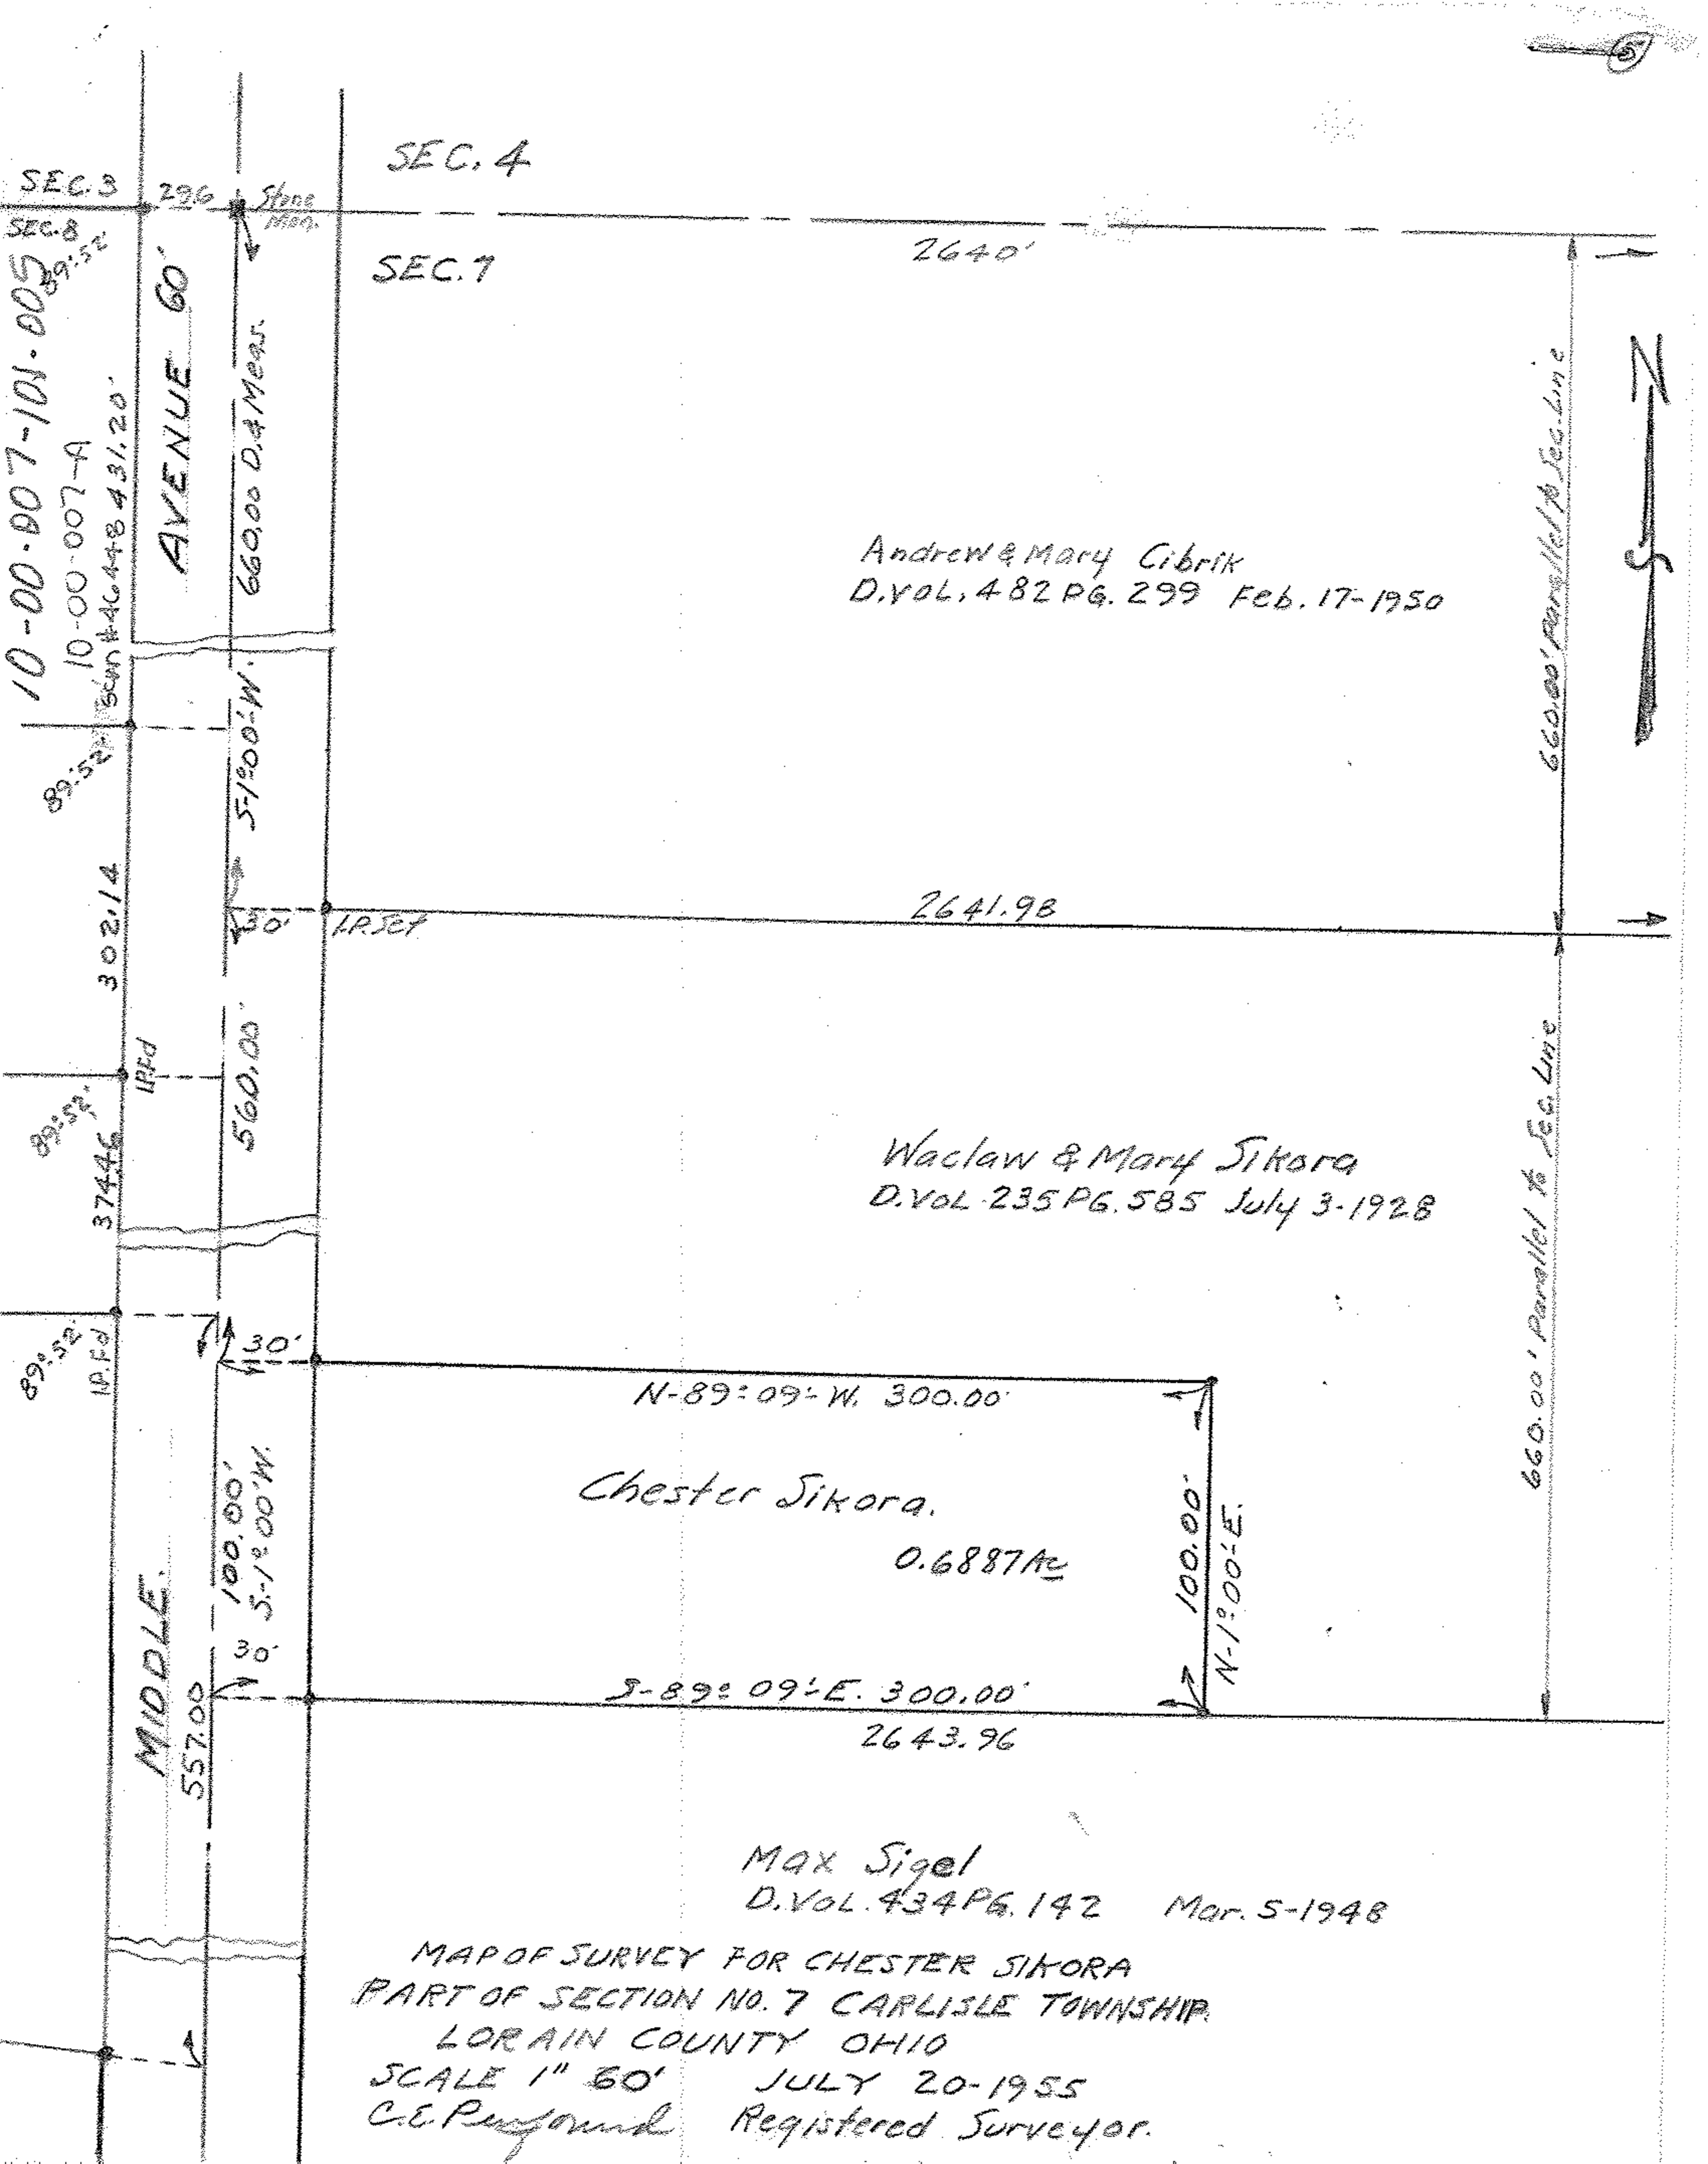 SEC. 4
SEC. 3
29.6
Stone
Mon.
SEC. 8
89°52'
SEC. 7
2640'
10-00-007-101-005
10-00-007-A
431.20'
AVENUE 60'
660.00 D.&Meas.
S-1°00'-W.
Andrew & Mary Cibrik
D.VOL. 482 PG. 299 Feb. 17-1950
660.00' Parallel to Sec. Line
N
S
89°52'
302.14
30'
I.P. Set
2641.98
I.P.Fd
89°52'
560.00'
374.46
Waclaw & Mary Sikora
D.VOL. 235 PG. 585 July 3-1928
660.00' Parallel to Sec. Line
89°52'
I.P.Fd
30'
N-89°09'-W. 300.00'
100.00'
S-1°00'W.
Chester Sikora.
0.6887 Ac
100.00'
N-1°00'-E.
MIDDLE.
30'
557.00
S-89°09'-E. 300.00'
2643.96
Max Sigel
D.VOL. 434 PG. 142 Mar. 5-1948
MAP OF SURVEY FOR CHESTER SIKORA
PART OF SECTION NO. 7 CARLISLE TOWNSHIP.
LORAIN COUNTY OHIO
SCALE 1" 60' JULY 20-1955
C.E. Registered Surveyor.